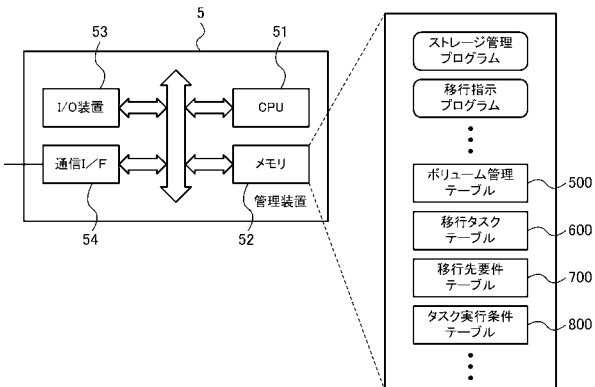 5
53
51
I/O装置
CPU
通信I／F
メモリ
管理装置
54
52
ストレージ管理
プログラム
移行指示
プログラム
ボリューム管理
テーブル
500
移行タスク
テーブル
600
移行先要件
テーブル
700
タスク実行条件
テーブル
800